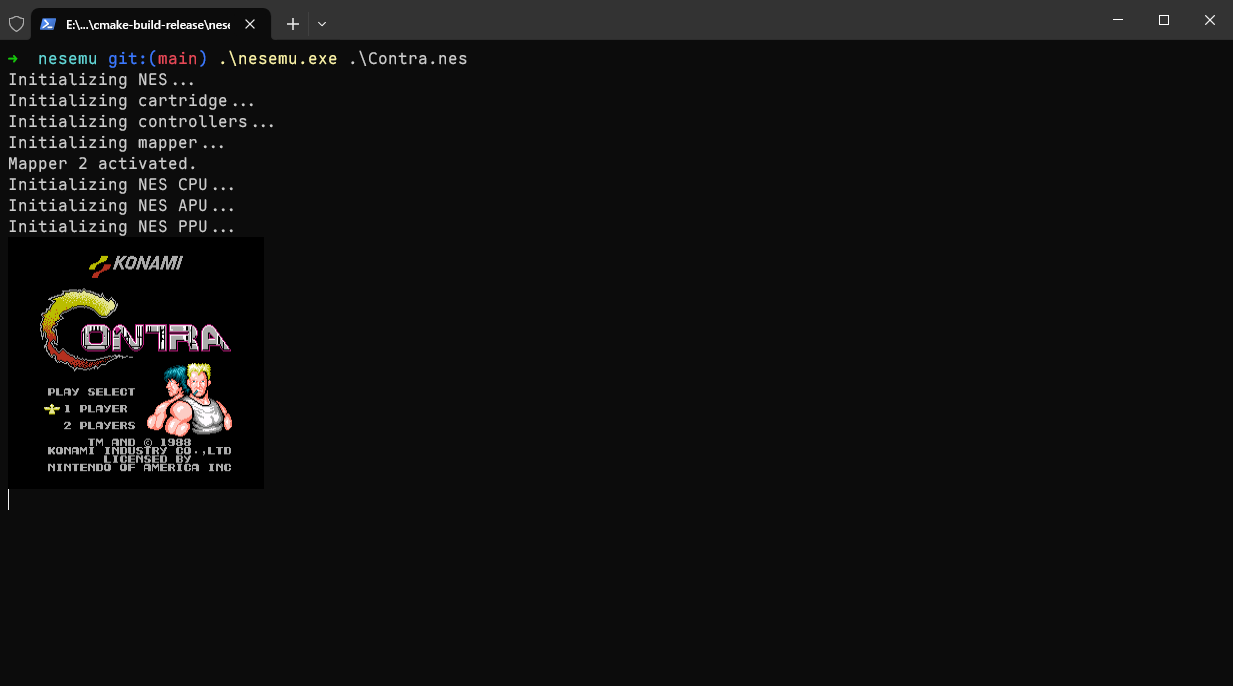 E:\...\cmake-build-release\nese
➜ nesemu git:(main) .\nesemu.exe .\Contra.nes
Initializing NES...
Initializing cartridge...
Initializing controllers...
Initializing mapper...
Mapper 2 activated.
Initializing NES CPU...
Initializing NES APU...
Initializing NES PPU...
KONAMI
CONTRA
PLAY SELECT
1 PLAYER
2 PLAYERS
TM AND © 1988
KONAMI INDUSTRY CO.,LTD
LICENSED BY
NINTENDO OF AMERICA INC